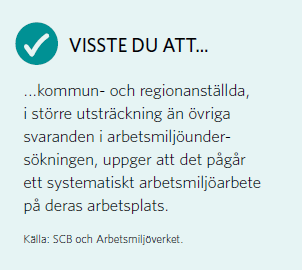 VISSTE DU ATT...
...kommun- och regionanställda,
i större utsträckning än övriga
svaranden i arbetsmiljöunder-
sökningen, uppger att det pågår
ett systematiskt arbetsmiljöarbete
på deras arbetsplats.
Källa: SCB och Arbetsmiljöverket.